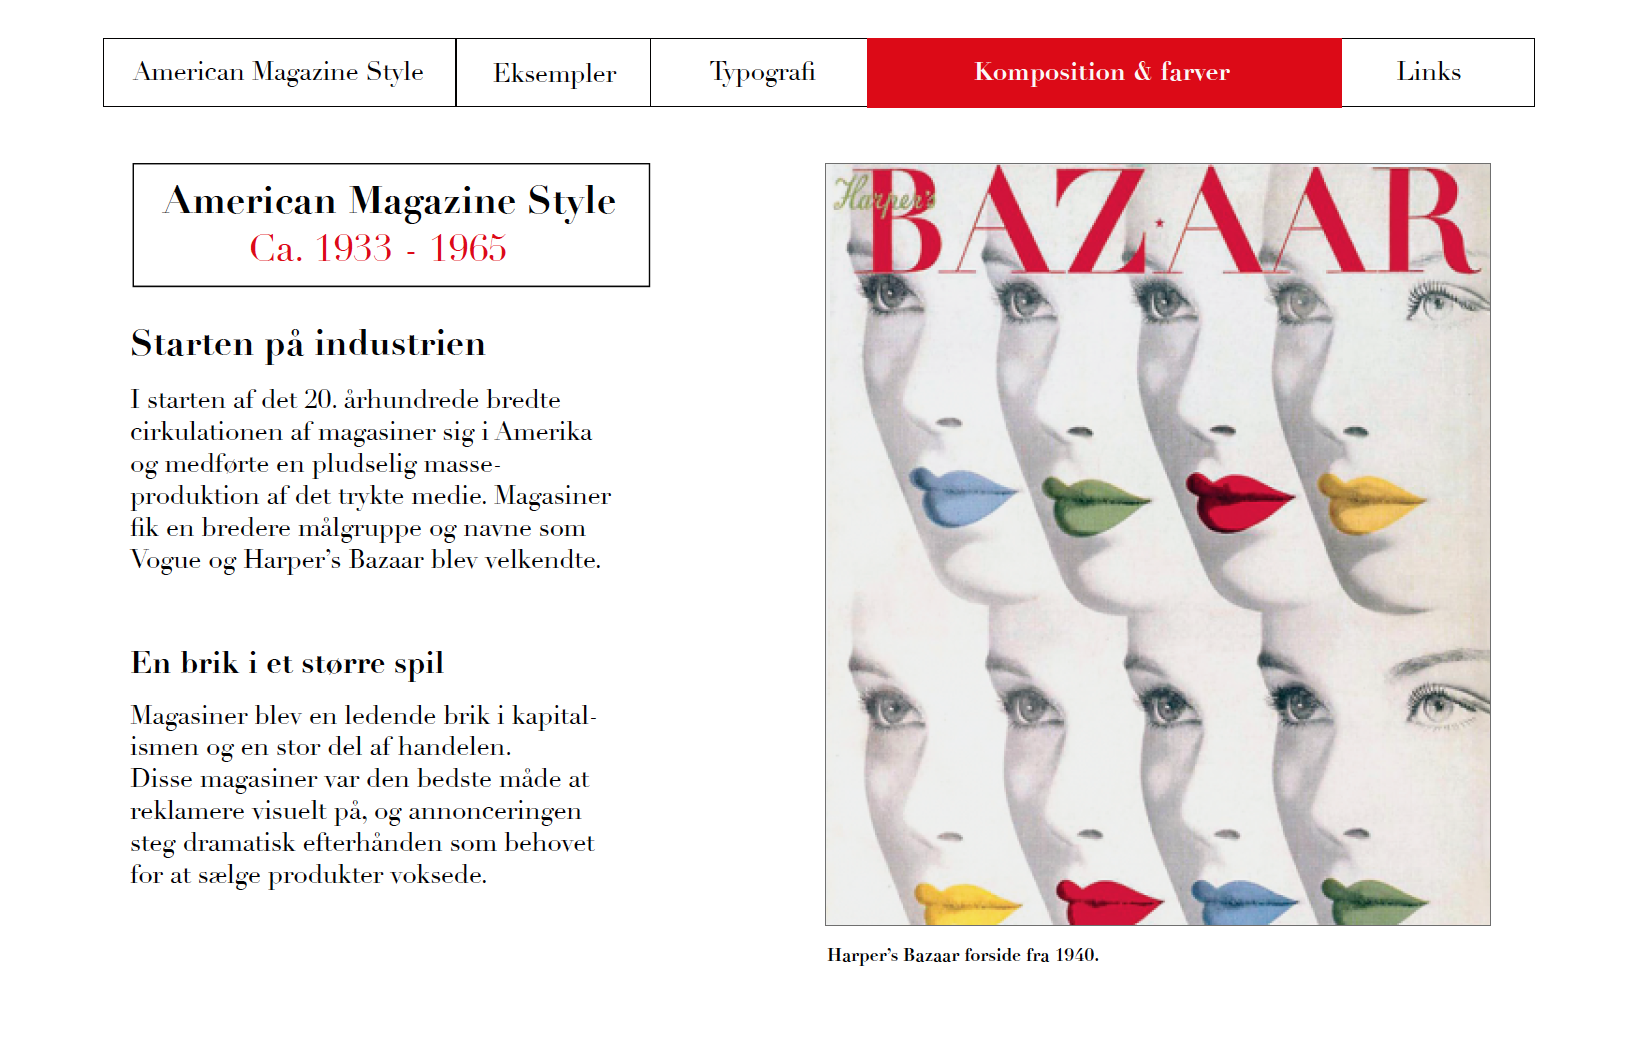 American Magazine Style
Eksempler
Typografi
Komposition & farver
Links
American Magazine Style
Ca. 1933 - 1965
Starten på industrien
I starten af det 20. århundrede bredte
cirkulationen af magasiner sig i Amerika
og medførte en pludselig masse-
produktion af det trykte medie. Magasiner
fik en bredere målgruppe og navne som
Vogue og Harper’s Bazaar blev velkendte.
En brik i et større spil
Magasiner blev en ledende brik i kapital-
ismen og en stor del af handelen.
Disse magasiner var den bedste måde at
reklamere visuelt på, og annonceringen
steg dramatisk efterhånden som behovet
for at sælge produkter voksede.
Harper's
BAZAAR
Harper’s Bazaar forside fra 1940.